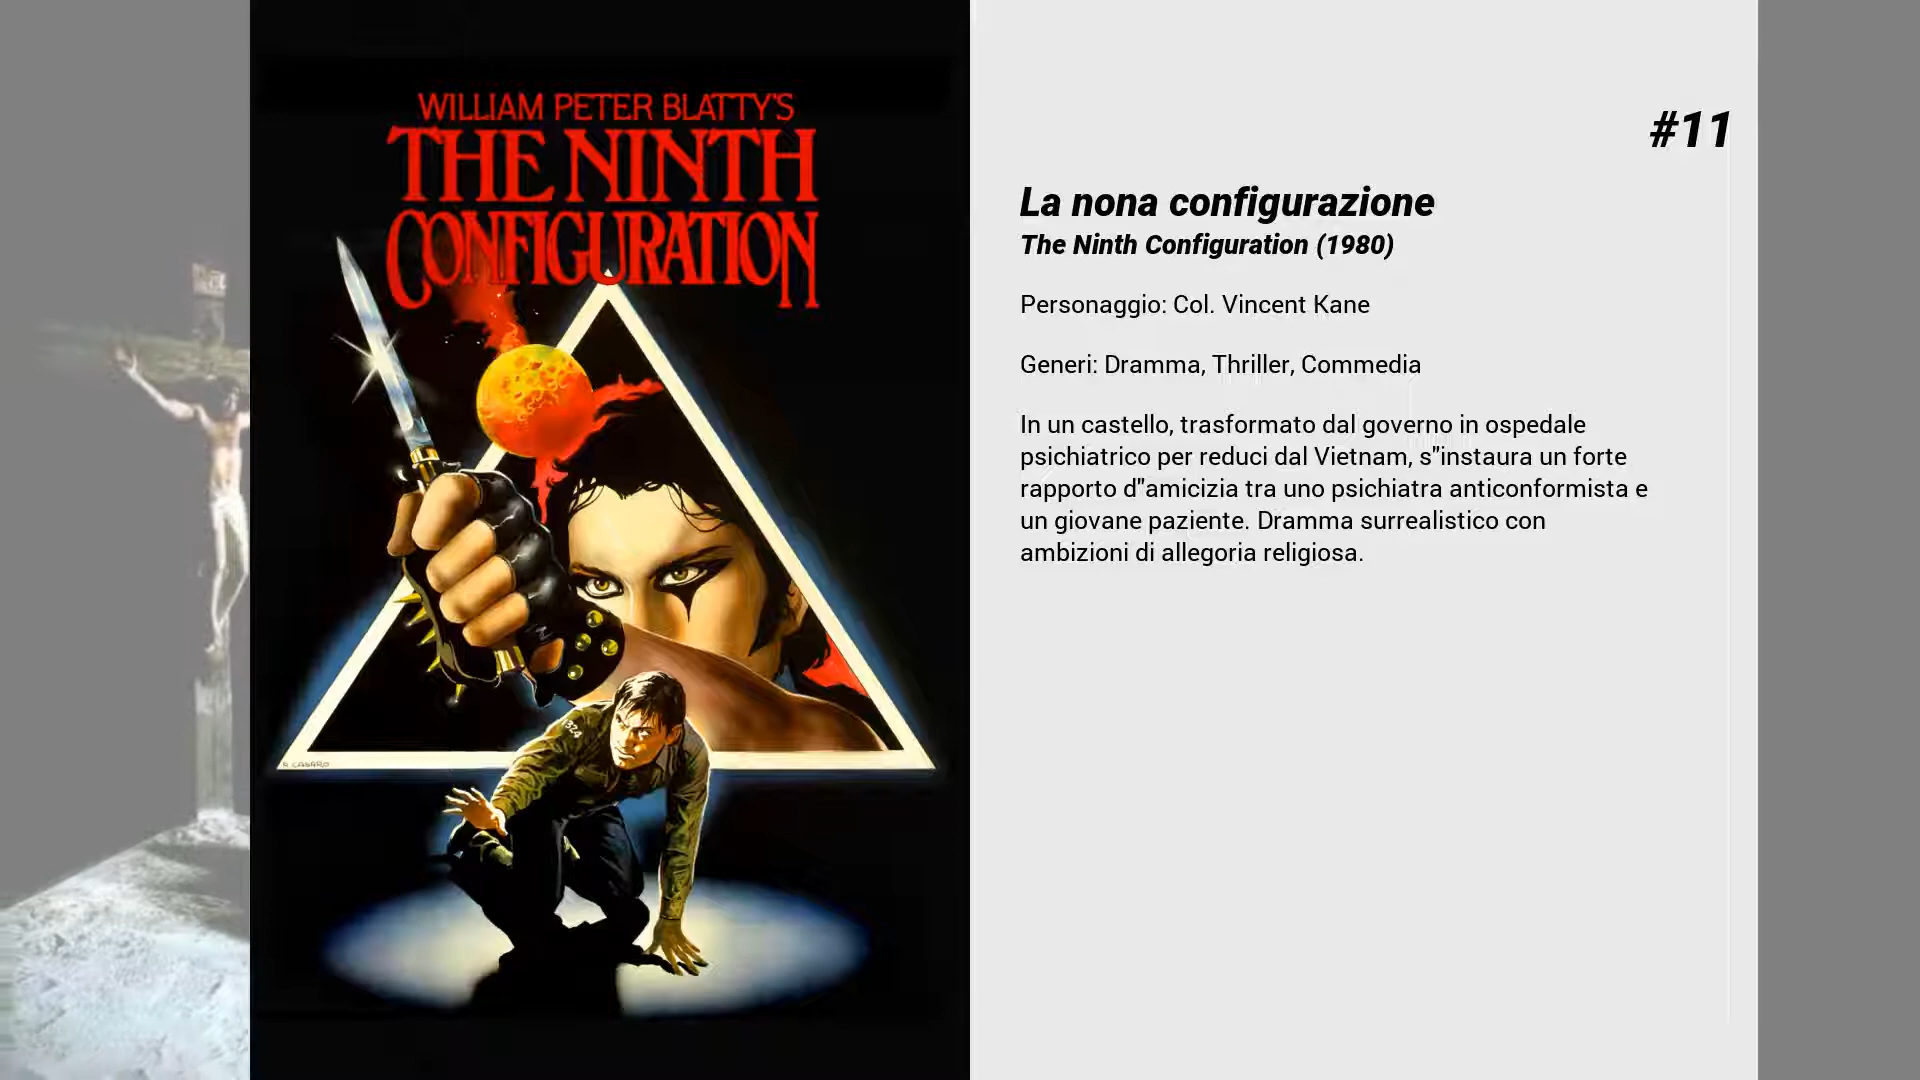 WILLIAM PETER BLATTY'S
THE NINTH
CONFIGURATION
1324
R. CASARO
#11
La nona configurazione
The Ninth Configuration (1980)
Personaggio: Col. Vincent Kane
Generi: Dramma, Thriller, Commedia
In un castello, trasformato dal governo in ospedale
psichiatrico per reduci dal Vietnam, s"instaura un forte
rapporto d"amicizia tra uno psichiatra anticonformista e
un giovane paziente. Dramma surrealistico con
ambizioni di allegoria religiosa.